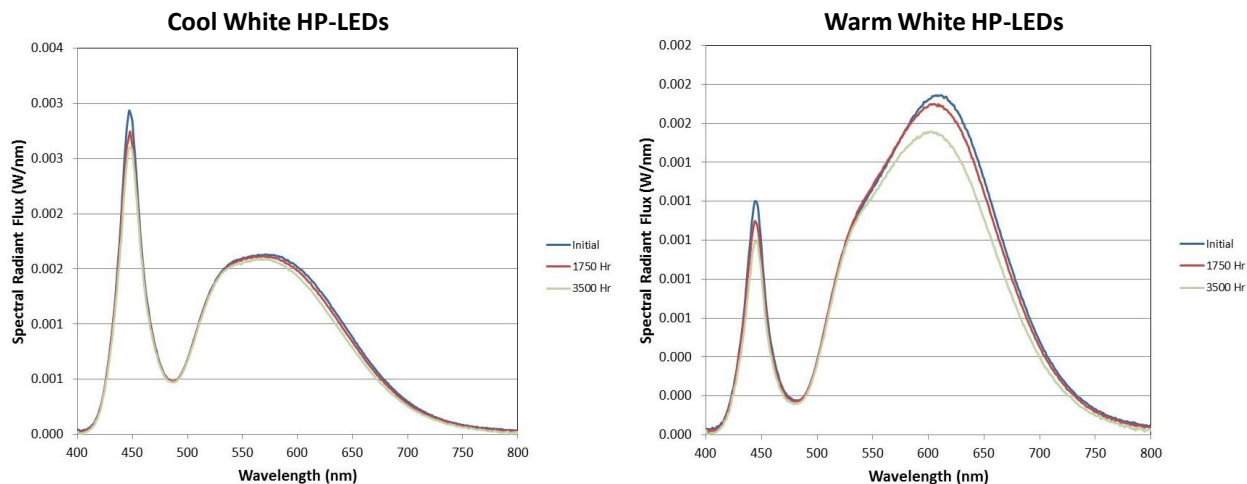 Cool White HP-LEDs
0.004
0.003
0.003
0.002
0.002
0.001
0.001
0.000
400 450 500 550 600 650 700 750 800
Wavelength (nm)
Spectral Radiant Flux (W/nm)
Initial
1750 Hr
3500 Hr
Warm White HP-LEDs
0.002
0.002
0.002
0.001
0.001
0.001
0.001
0.001
0.000
0.000
0.000
400 450 500 550 600 650 700 750 800
Wavelength (nm)
Spectral Radiant Flux (W/nm)
Initial
1750 Hr
3500 Hr